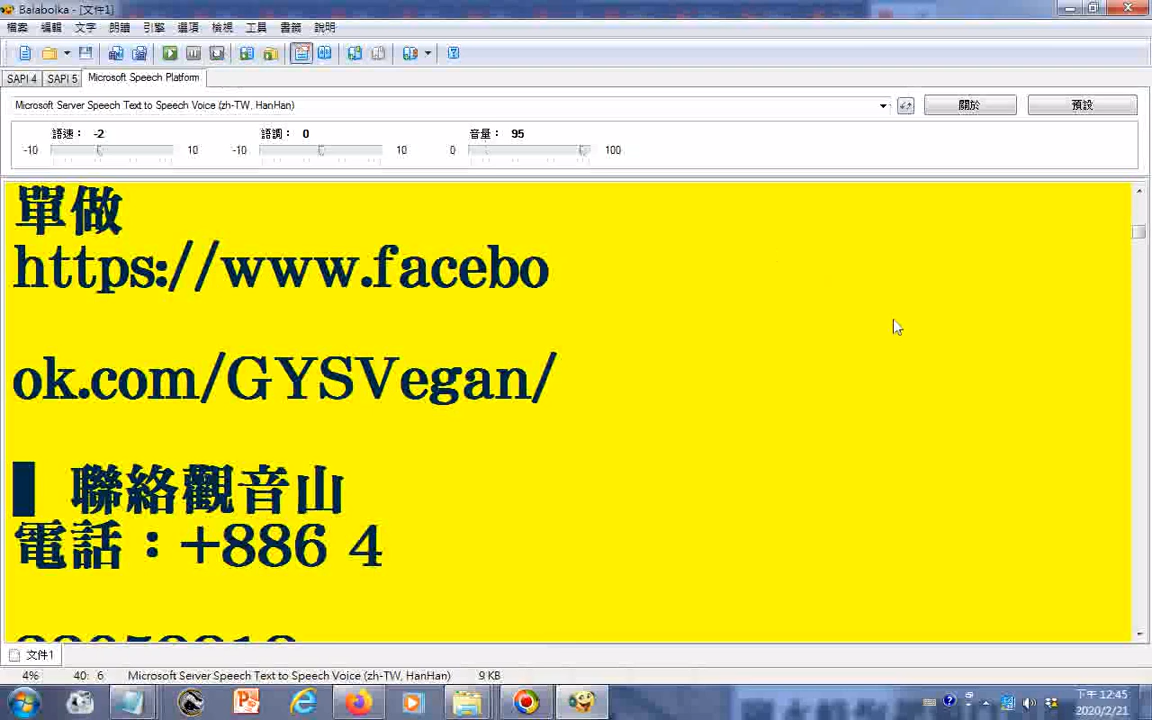 Balabolka - [文件1]
檔案 編輯 文字 朗讀 引擎 選項 檢視 工具 書籤 說明
SAPI 4 SAPI 5 Microsoft Speech Platform
Microsoft Server Speech Text to Speech Voice (zh-TW, HanHan) 關於 預設
語速： -2 語調： 0 音量： 95
-10 10 -10 10 0 100
單做
https://www.facebo
ok.com/GYSVegan/
▌ 聯絡觀音山
電話：+886 4
文件1
4% 40: 6 Microsoft Server Speech Text to Speech Voice (zh-TW, HanHan) 9 KB
下午 12:45
2020/2/21